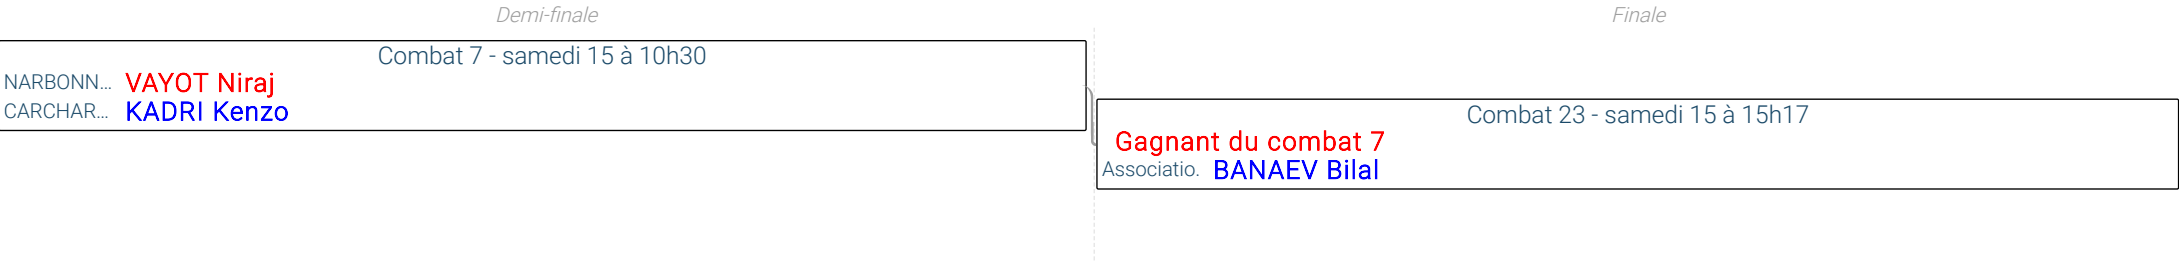 Demi-finale
Finale
Combat 7 - samedi 15 à 10h30
NARBONN... VAYOT Niraj
CARCHAR... KADRI Kenzo
Combat 23 - samedi 15 à 15h17
Gagnant du combat 7
Associatio. BANAEV Bilal